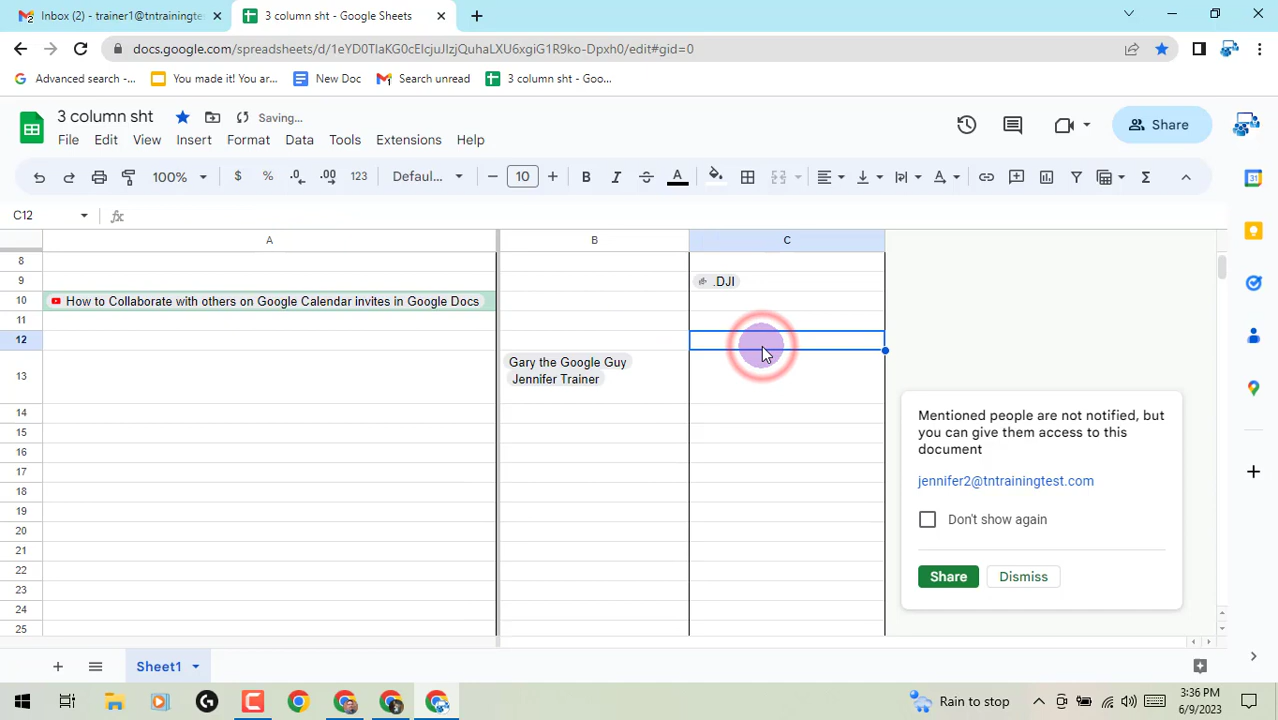 Inbox (2) - trainer1@tntrainingte
3 column sht - Google Sheets
docs.google.com/spreadsheets/d/1eYD0TlaKG0cEIcjuJIzjQuhaLXU6xgiG1R9ko-Dpxh0/edit#gid=0
Advanced search -...
You made it! You ar...
New Doc
Search unread
3 column sht - Goo...
3 column sht
Saving...
File Edit View Insert Format Data Tools Extensions Help
Share
100% $ % .0 .00 123 Defaul... 10 B I A
C12
A B C
8
9 .DJI
10 How to Collaborate with others on Google Calendar invites in Google Docs
11
12
13 Gary the Google Guy
Jennifer Trainer
14
15
16
17
18
19
20
21
22
23
24
25
Mentioned people are not notified, but
you can give them access to this
document
jennifer2@tntrainingtest.com
Don't show again
Share Dismiss
Sheet1
Rain to stop
3:36 PM
6/9/2023